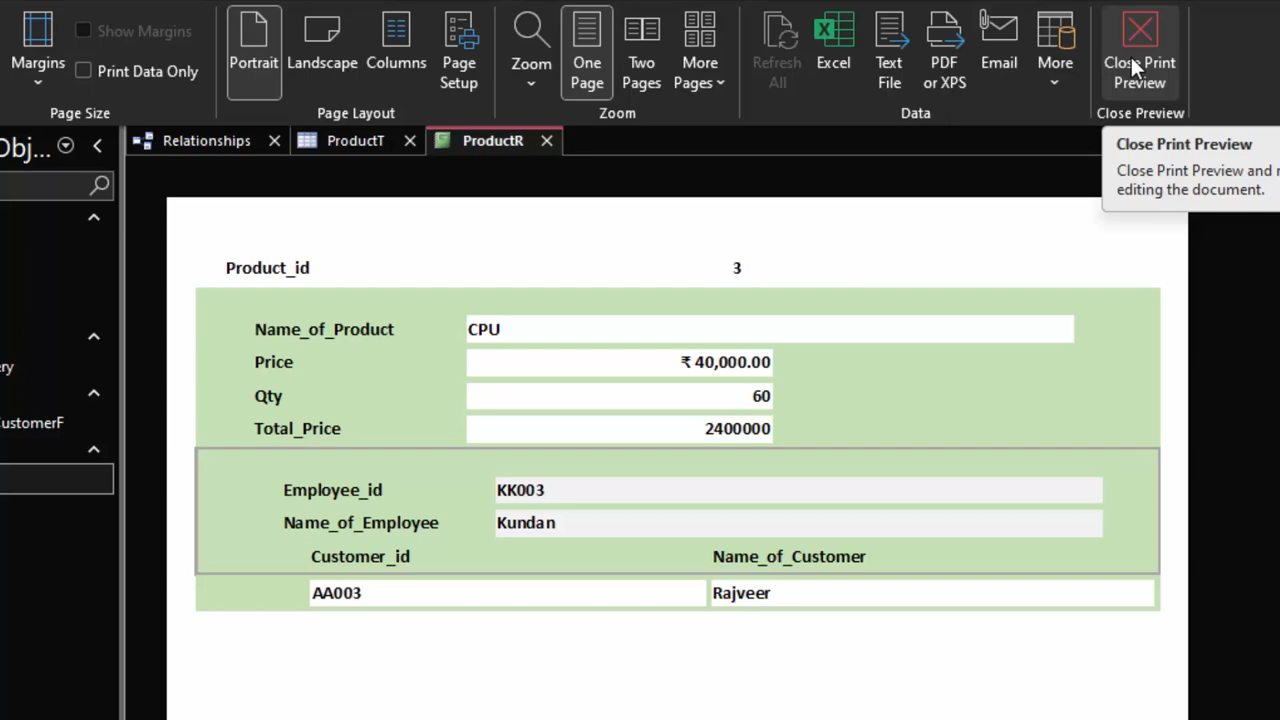 Margins
Show Margins
Print Data Only
Page Size
Portrait
Landscape
Columns
Page Setup
Page Layout
Zoom
One Page
Two Pages
More Pages
Zoom
Refresh All
Excel
Text File
PDF or XPS
Email
More
Data
Close Print Preview
Close Preview
Obj...
Relationships
ProductT
ProductR
Close Print Preview
Close Print Preview and
editing the document.
ustomerF
Product_id 3
Name_of_Product CPU
Price ₹ 40,000.00
Qty 60
Total_Price 2400000
Employee_id KK003
Name_of_Employee Kundan
Customer_id Name_of_Customer
AA003 Rajveer